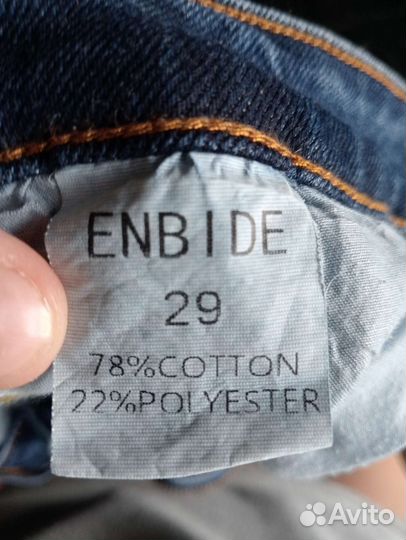 ENBIDE
29
78%COTTON
22%POLYESTER
Avito